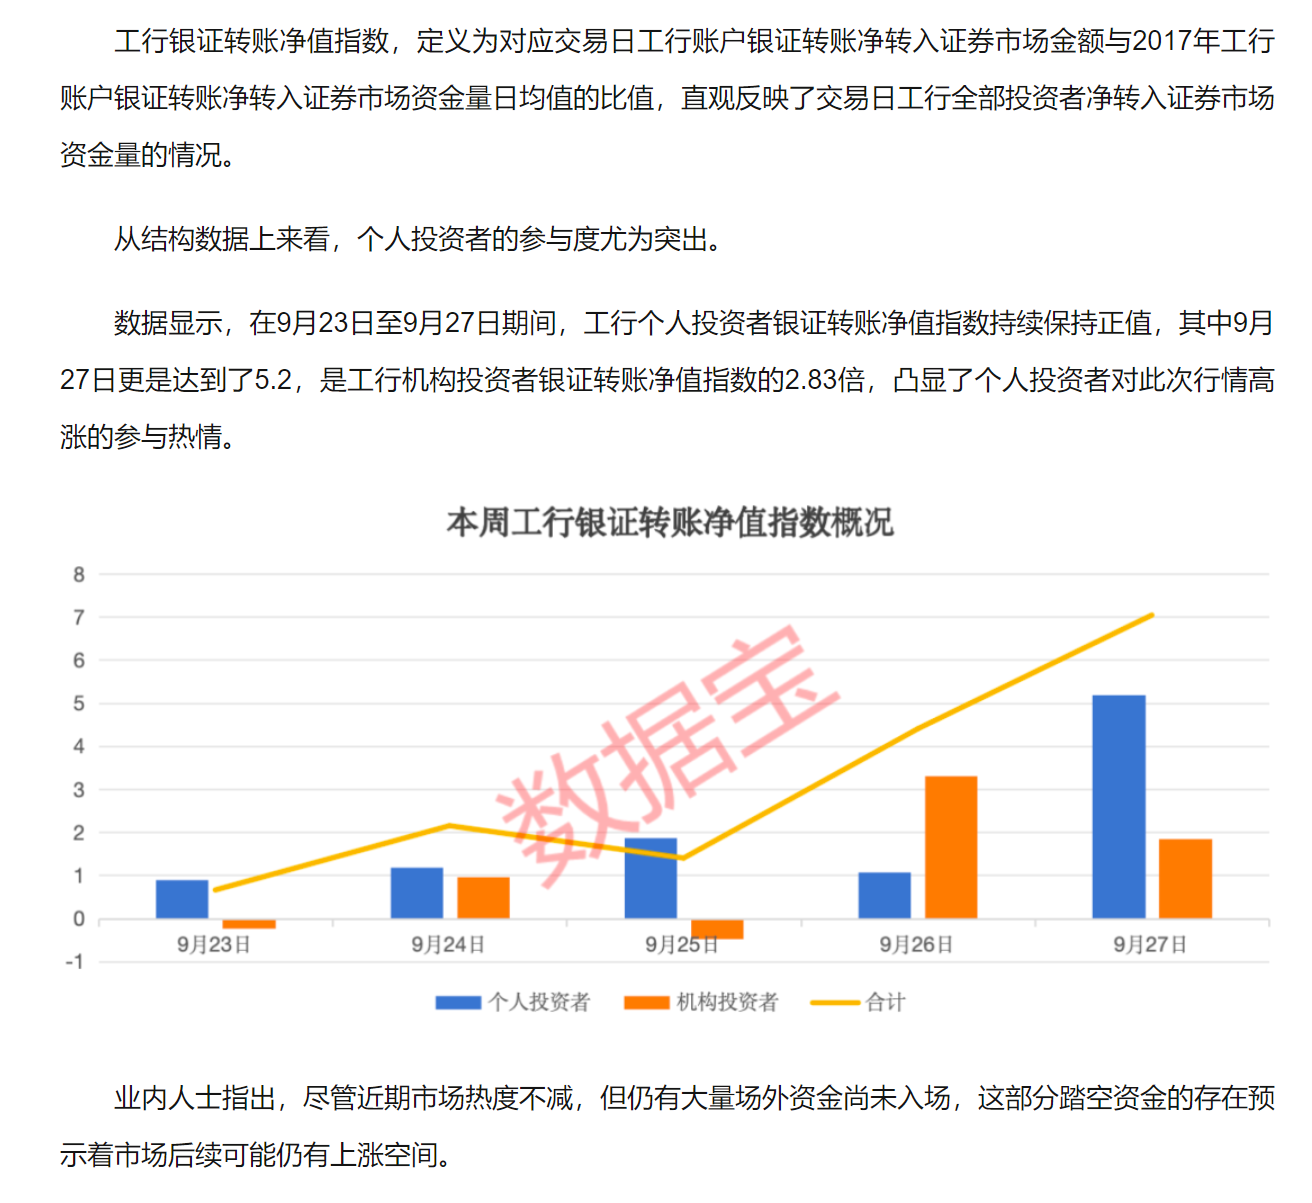 工行银证转账净值指数，定义为对应交易日工行账户银证转账净转入证券市场金额与2017年工行
账户银证转账净转入证券市场资金量日均值的比值，直观反映了交易日工行全部投资者净转入证券市场
资金量的情况。
从结构数据上来看，个人投资者的参与度尤为突出。
数据显示，在9月23日至9月27日期间，工行个人投资者银证转账净值指数持续保持正值，其中9月
27日更是达到了5.2，是工行机构投资者银证转账净值指数的2.83倍，凸显了个人投资者对此次行情高
涨的参与热情。
本周工行银证转账净值指数概况
8
7
6
5
4
3
2
1
0
-1
数据宝
9月23日 9月24日 9月25日 9月26日 9月27日
个人投资者 机构投资者 合计
业内人士指出，尽管近期市场热度不减，但仍有大量场外资金尚未入场，这部分踏空资金的存在预
示着市场后续可能仍有上涨空间。